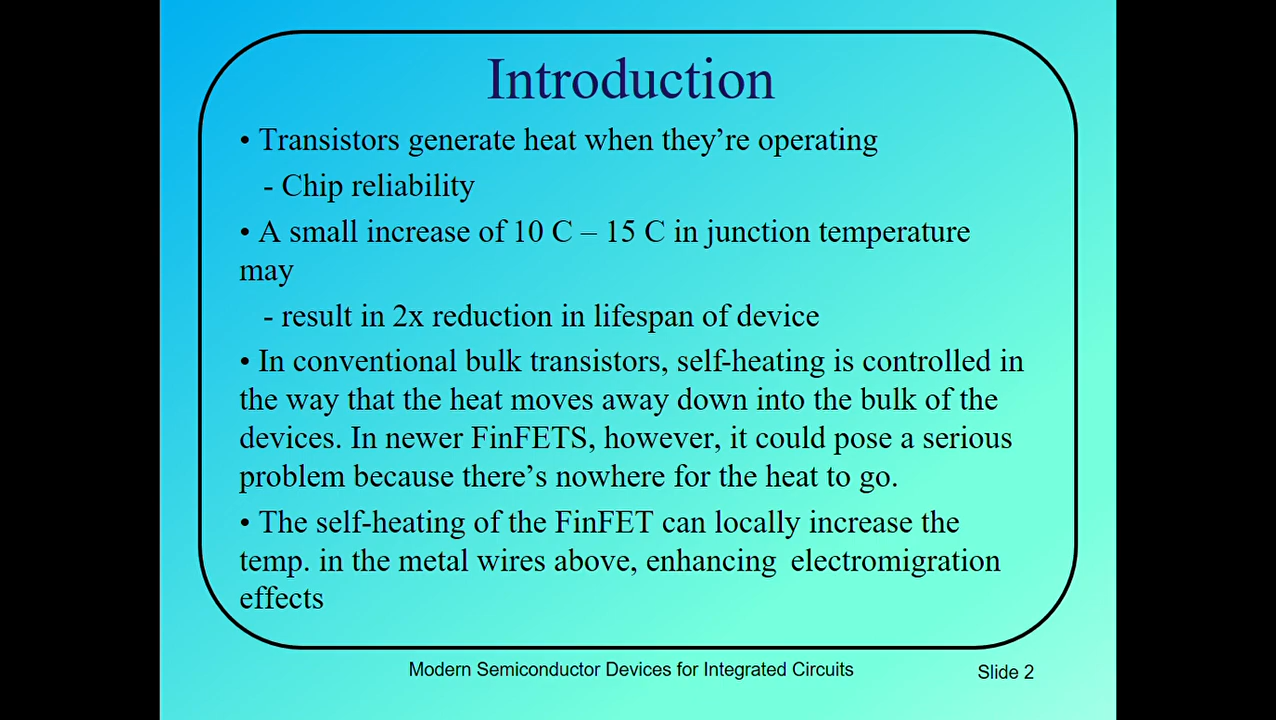 Introduction
• Transistors generate heat when they’re operating
- Chip reliability
• A small increase of 10 C – 15 C in junction temperature
may
- result in 2x reduction in lifespan of device
• In conventional bulk transistors, self-heating is controlled in
the way that the heat moves away down into the bulk of the
devices. In newer FinFETS, however, it could pose a serious
problem because there’s nowhere for the heat to go.
• The self-heating of the FinFET can locally increase the
temp. in the metal wires above, enhancing electromigration
effects
Modern Semiconductor Devices for Integrated Circuits
Slide 2